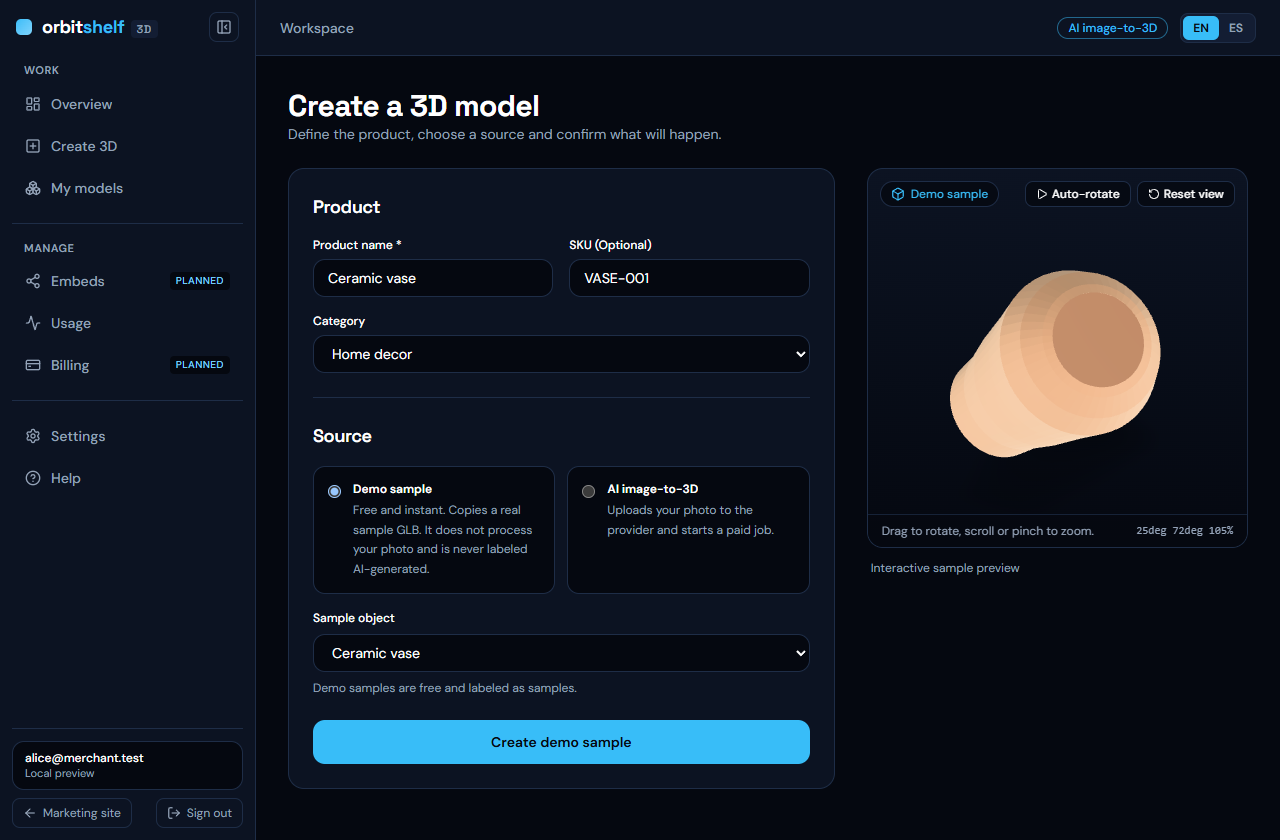 orbitshelf 3D
WORK
Overview
Create 3D
My models
MANAGE
Embeds PLANNED
Usage
Billing PLANNED
Settings
Help
alice@merchant.test
Local preview
Marketing site
Sign out
Workspace
AI image-to-3D
EN ES
Create a 3D model
Define the product, choose a source and confirm what will happen.
Product
Product name * SKU (Optional)
Ceramic vase VASE-001
Category
Home decor
Source
Demo sample
Free and instant. Copies a real
sample GLB. It does not process
your photo and is never labeled
AI-generated.
AI image-to-3D
Uploads your photo to the
provider and starts a paid job.
Sample object
Ceramic vase
Demo samples are free and labeled as samples.
Create demo sample
Demo sample Auto-rotate Reset view
Drag to rotate, scroll or pinch to zoom. 25deg 72deg 105%
Interactive sample preview